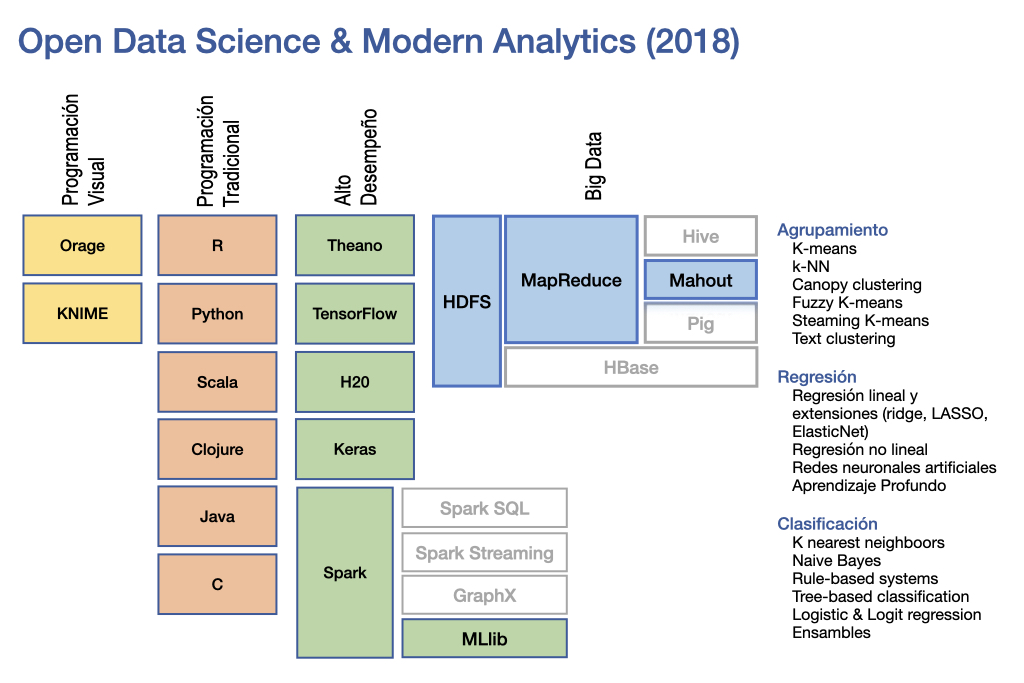 Open Data Science & Modern Analytics (2018)
Programación
Visual
Programación
Tradicional
Alto
Desempeño
Big Data
Orage
KNIME
R
Python
Scala
Clojure
Java
C
Theano
TensorFlow
H20
Keras
Spark
Spark SQL
Spark Streaming
GraphX
MLlib
HDFS
MapReduce
Hive
Mahout
Pig
HBase
Agrupamiento
K-means
k-NN
Canopy clustering
Fuzzy K-means
Steaming K-means
Text clustering
Regresión
Regresión lineal y
extensiones (ridge, LASSO,
ElasticNet)
Regresión no lineal
Redes neuronales artificiales
Aprendizaje Profundo
Clasificación
K nearest neighboors
Naive Bayes
Rule-based systems
Tree-based classification
Logistic & Logit regression
Ensambles